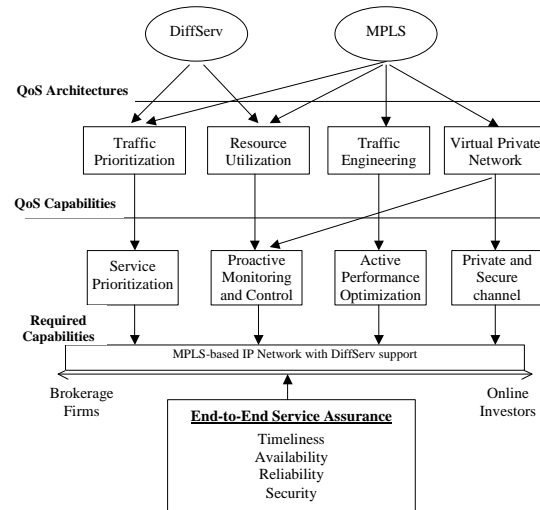 DiffServ
MPLS
QoS Architectures
Traffic
Prioritization
Resource
Utilization
Traffic
Engineering
Virtual Private
Network
QoS Capabilities
Service
Prioritization
Proactive
Monitoring
and Control
Active
Performance
Optimization
Private and
Secure
channel
Required
Capabilities
MPLS-based IP Network with DiffServ support
Brokerage
Firms
Online
Investors
End-to-End Service Assurance
Timeliness
Availability
Reliability
Security